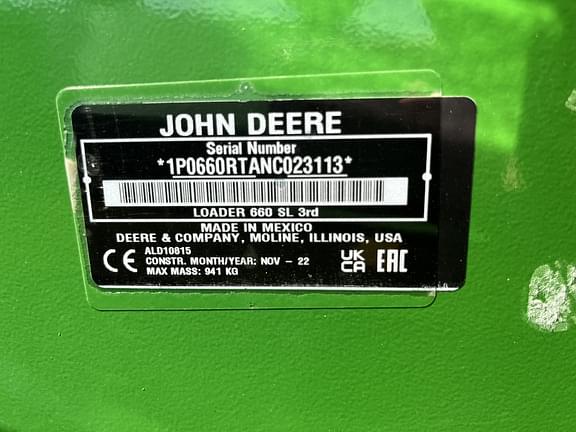 JOHN DEERE
Serial Number
*1P0660RTANC023113*
LOADER 660 SL 3rd
MADE IN MEXICO
DEERE & COMPANY, MOLINE, ILLINOIS, USA
ALD10815
CE CONSTR. MONTH/YEAR: NOV - 22 UK CA EAC
MAX MASS: 941 KG